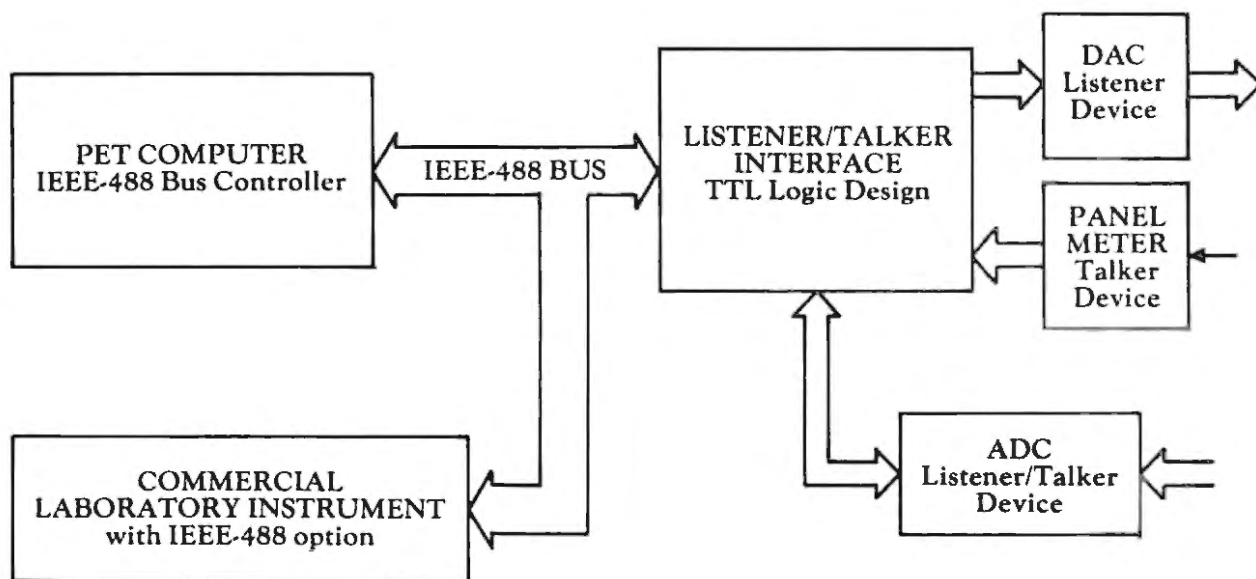 PET COMPUTER
IEEE-488 Bus Controller
IEEE-488 BUS
LISTENER/TALKER
INTERFACE
TTL Logic Design
DAC
Listener
Device
PANEL
METER
Talker
Device
COMMERCIAL
LABORATORY INSTRUMENT
with IEEE-488 option
ADC
Listener/Talker
Device